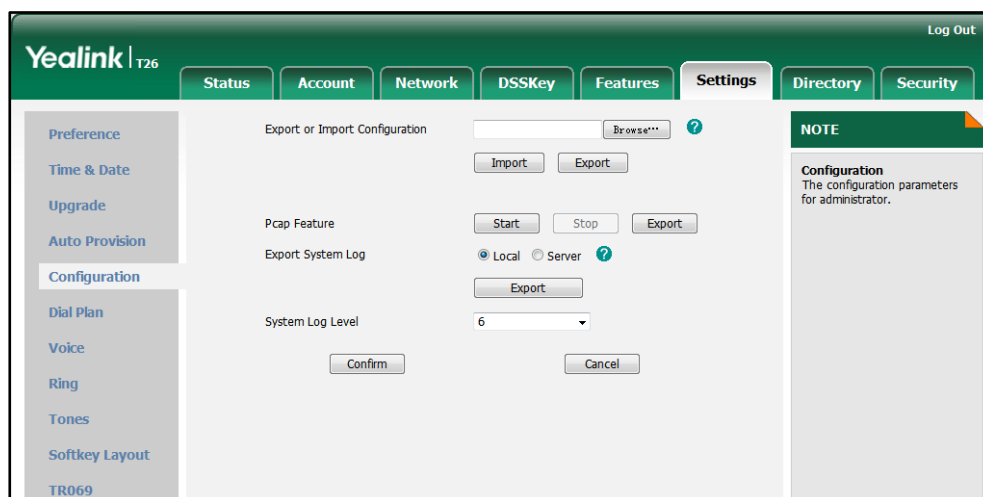 Log Out
Yealink T26
Status Account Network DSSKey Features Settings Directory Security
Preference
Time & Date
Upgrade
Auto Provision
Configuration
Dial Plan
Voice
Ring
Tones
Softkey Layout
TR069
Export or Import Configuration Browse... ?
Import Export
Pcap Feature Start Stop Export
Export System Log Local Server ?
Export
System Log Level 6
Confirm Cancel
NOTE
Configuration
The configuration parameters
for administrator.